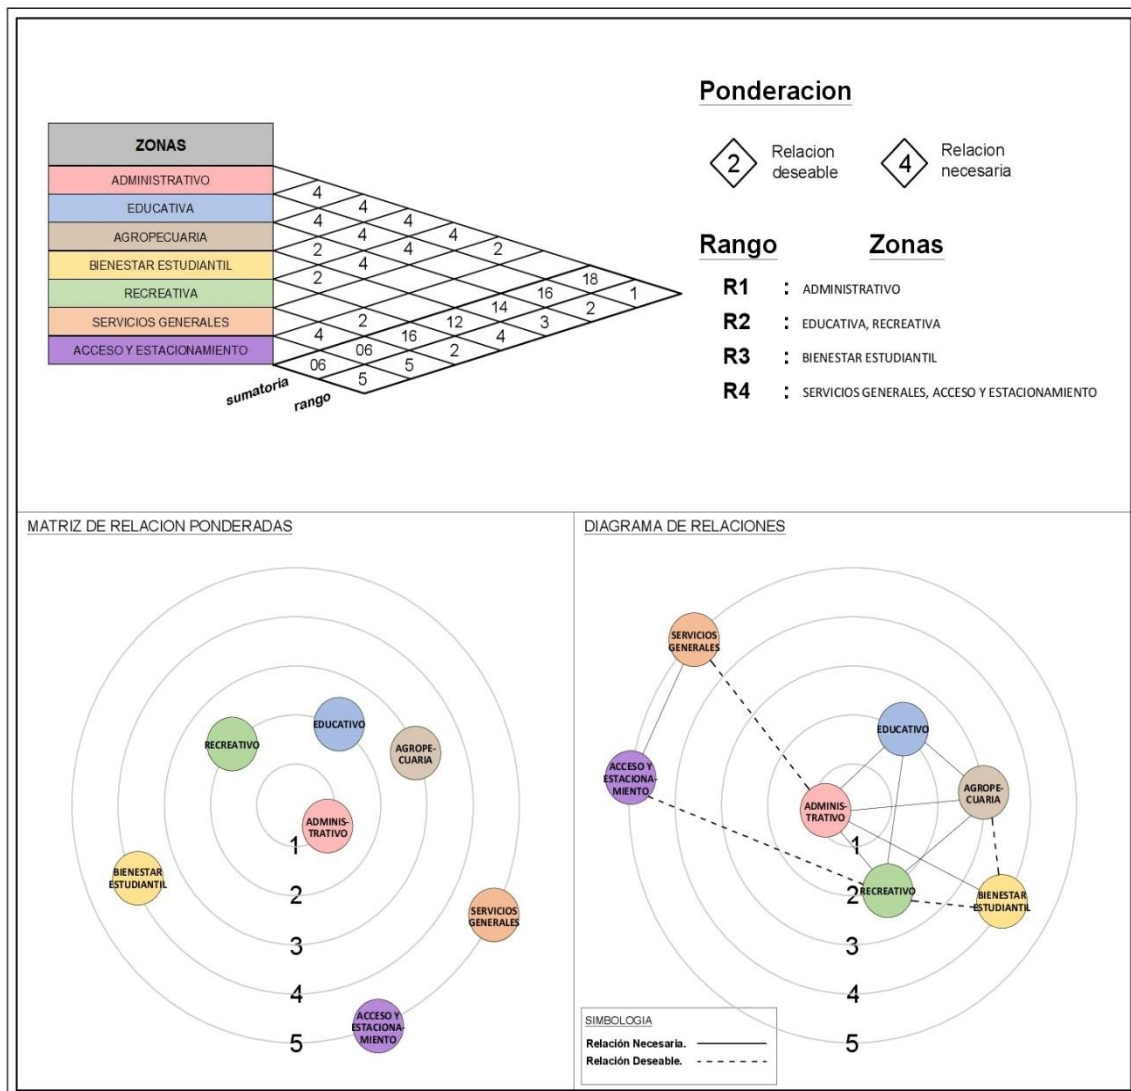 Ponderacion
ZONAS
ADMINISTRATIVO
EDUCATIVA
AGROPECUARIA
BIENESTAR ESTUDIANTIL
RECREATIVA
SERVICIOS GENERALES
ACCESO Y ESTACIONAMIENTO
4
4 4
4 4 4
2 4 4 2
2 4
4 2
18 1
16 2
14 3
12 4
16 2
06 5
06 5
sumatoria
rango
2 Relacion deseable
4 Relacion necesaria
Rango Zonas
R1 : ADMINISTRATIVO
R2 : EDUCATIVA, RECREATIVA
R3 : BIENESTAR ESTUDIANTIL
R4 : SERVICIOS GENERALES, ACCESO Y ESTACIONAMIENTO
MATRIZ DE RELACION PONDERADAS
EDUCATIVO
RECREATIVO
AGROPE-
CUARIA
ADMINIS-
TRATIVO
1
BIENESTAR
ESTUDIANTIL
2
SERVICIOS
GENERALES
3
4
ACCESO Y
ESTACIONA-
MIENTO
5
DIAGRAMA DE RELACIONES
SERVICIOS
GENERALES
EDUCATIVO
ACCESO Y
ESTACIONA-
MIENTO
AGROPE-
CUARIA
ADMINIS-
TRATIVO
1
RECREATIVO
2
BIENESTAR
ESTUDIANTIL
3
4
5
SIMBOLOGIA
Relación Necesaria.
Relación Deseable.